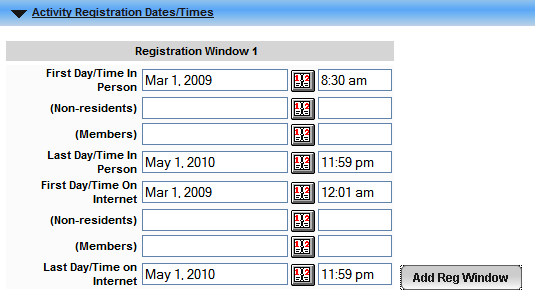 Activity Registration Dates/Times
Registration Window 1
First Day/Time In
Person
Mar 1, 2009
8:30 am
(Non-residents)
(Members)
Last Day/Time In
Person
May 1, 2010
11:59 pm
First Day/Time On
Internet
Mar 1, 2009
12:01 am
(Non-residents)
(Members)
Last Day/Time on
Internet
May 1, 2010
11:59 pm
Add Reg Window